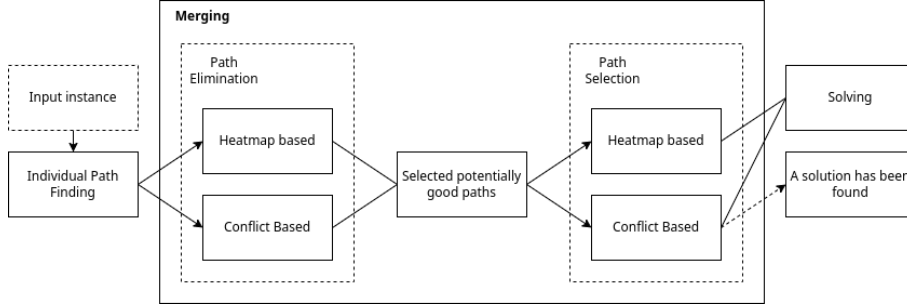 Merging
Input instance
Individual Path
Finding
Path
Elimination
Heatmap based
Conflict Based
Selected potentially
good paths
Path
Selection
Heatmap based
Conflict Based
Solving
A solution has been
found